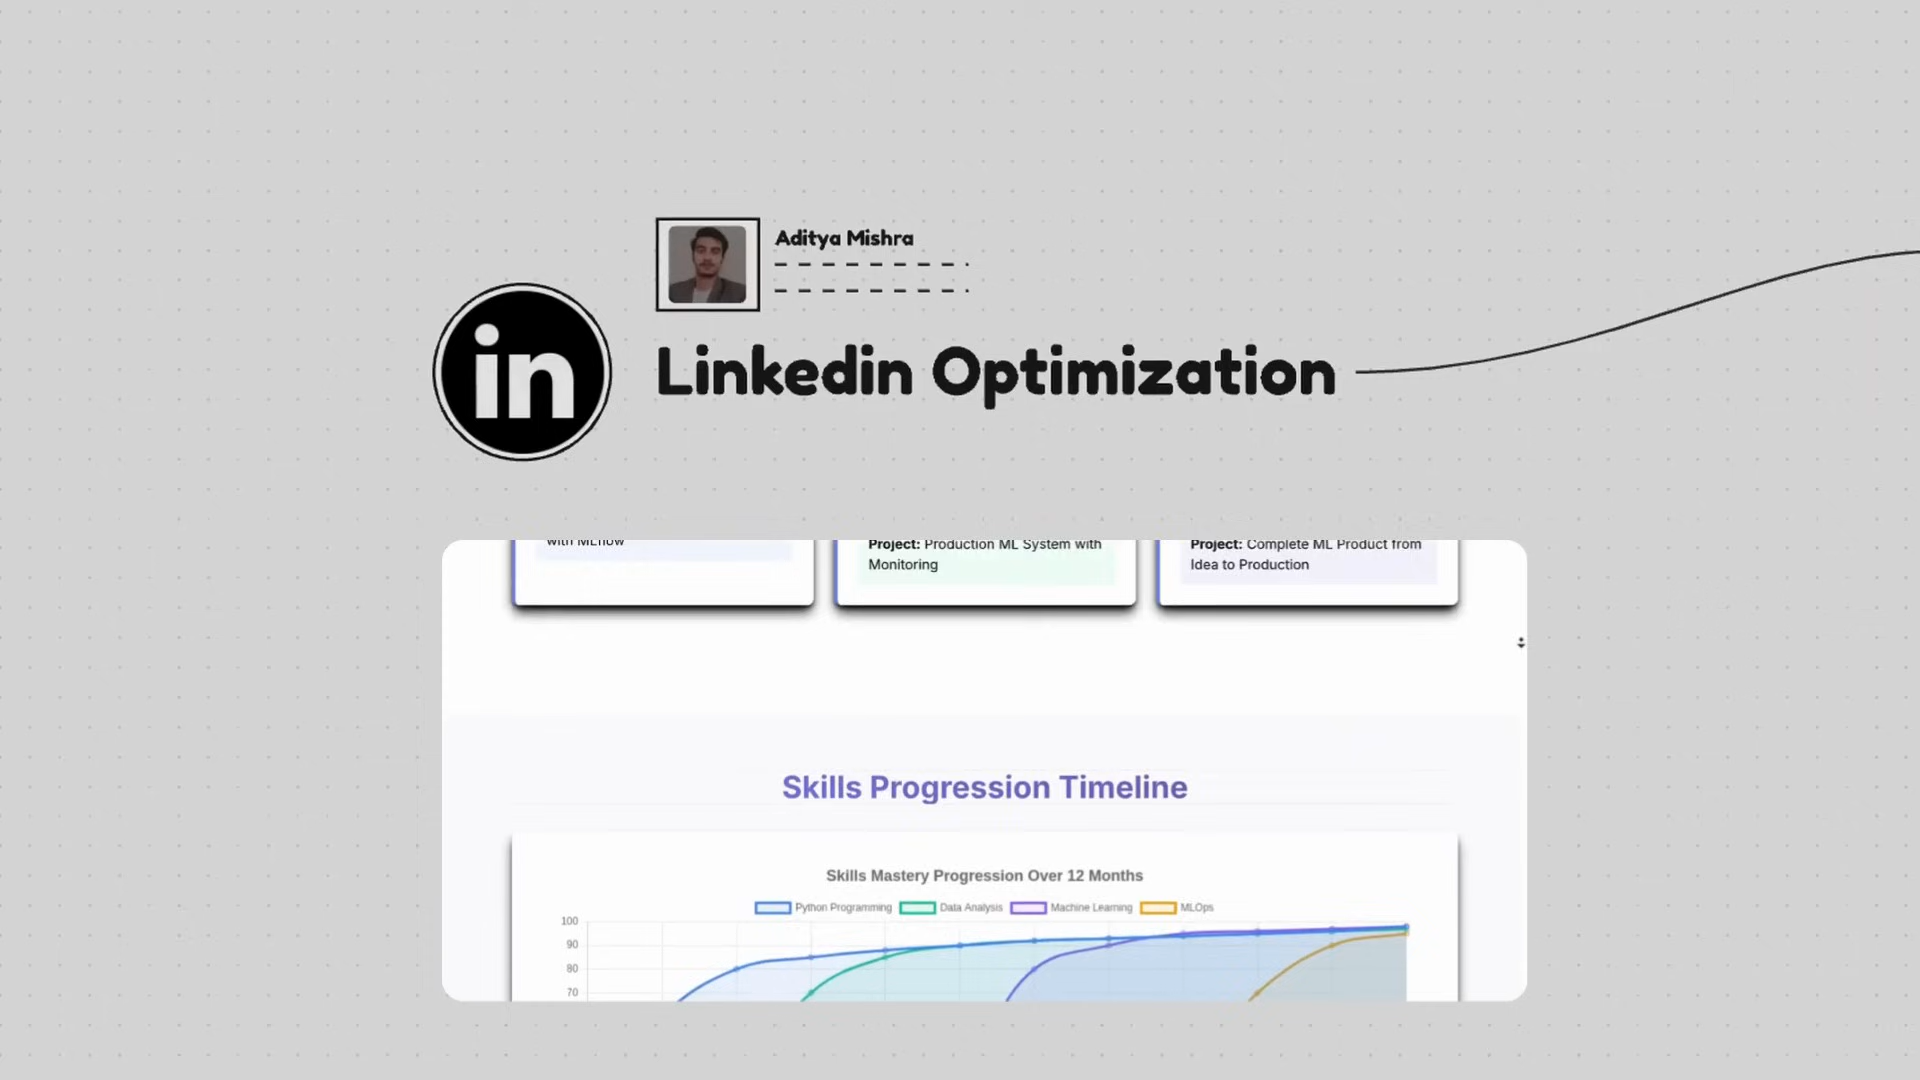 Aditya Mishra
in
Linkedin Optimization
with MLflow
Project: Production ML System with
Monitoring
Project: Complete ML Product from
Idea to Production
Skills Progression Timeline
Skills Mastery Progression Over 12 Months
Python Programming Data Analysis Machine Learning MLOps
100
90
80
70